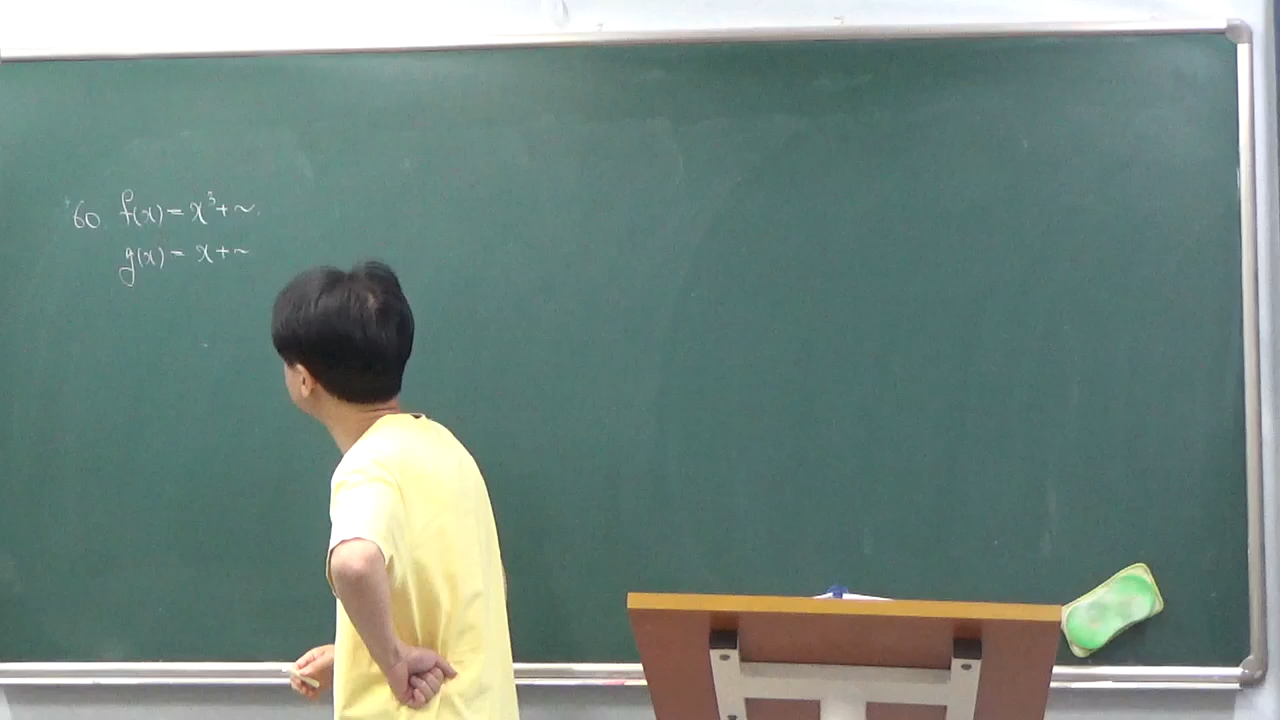 60. f(x) = x³ + ~
g(x) = x + ~